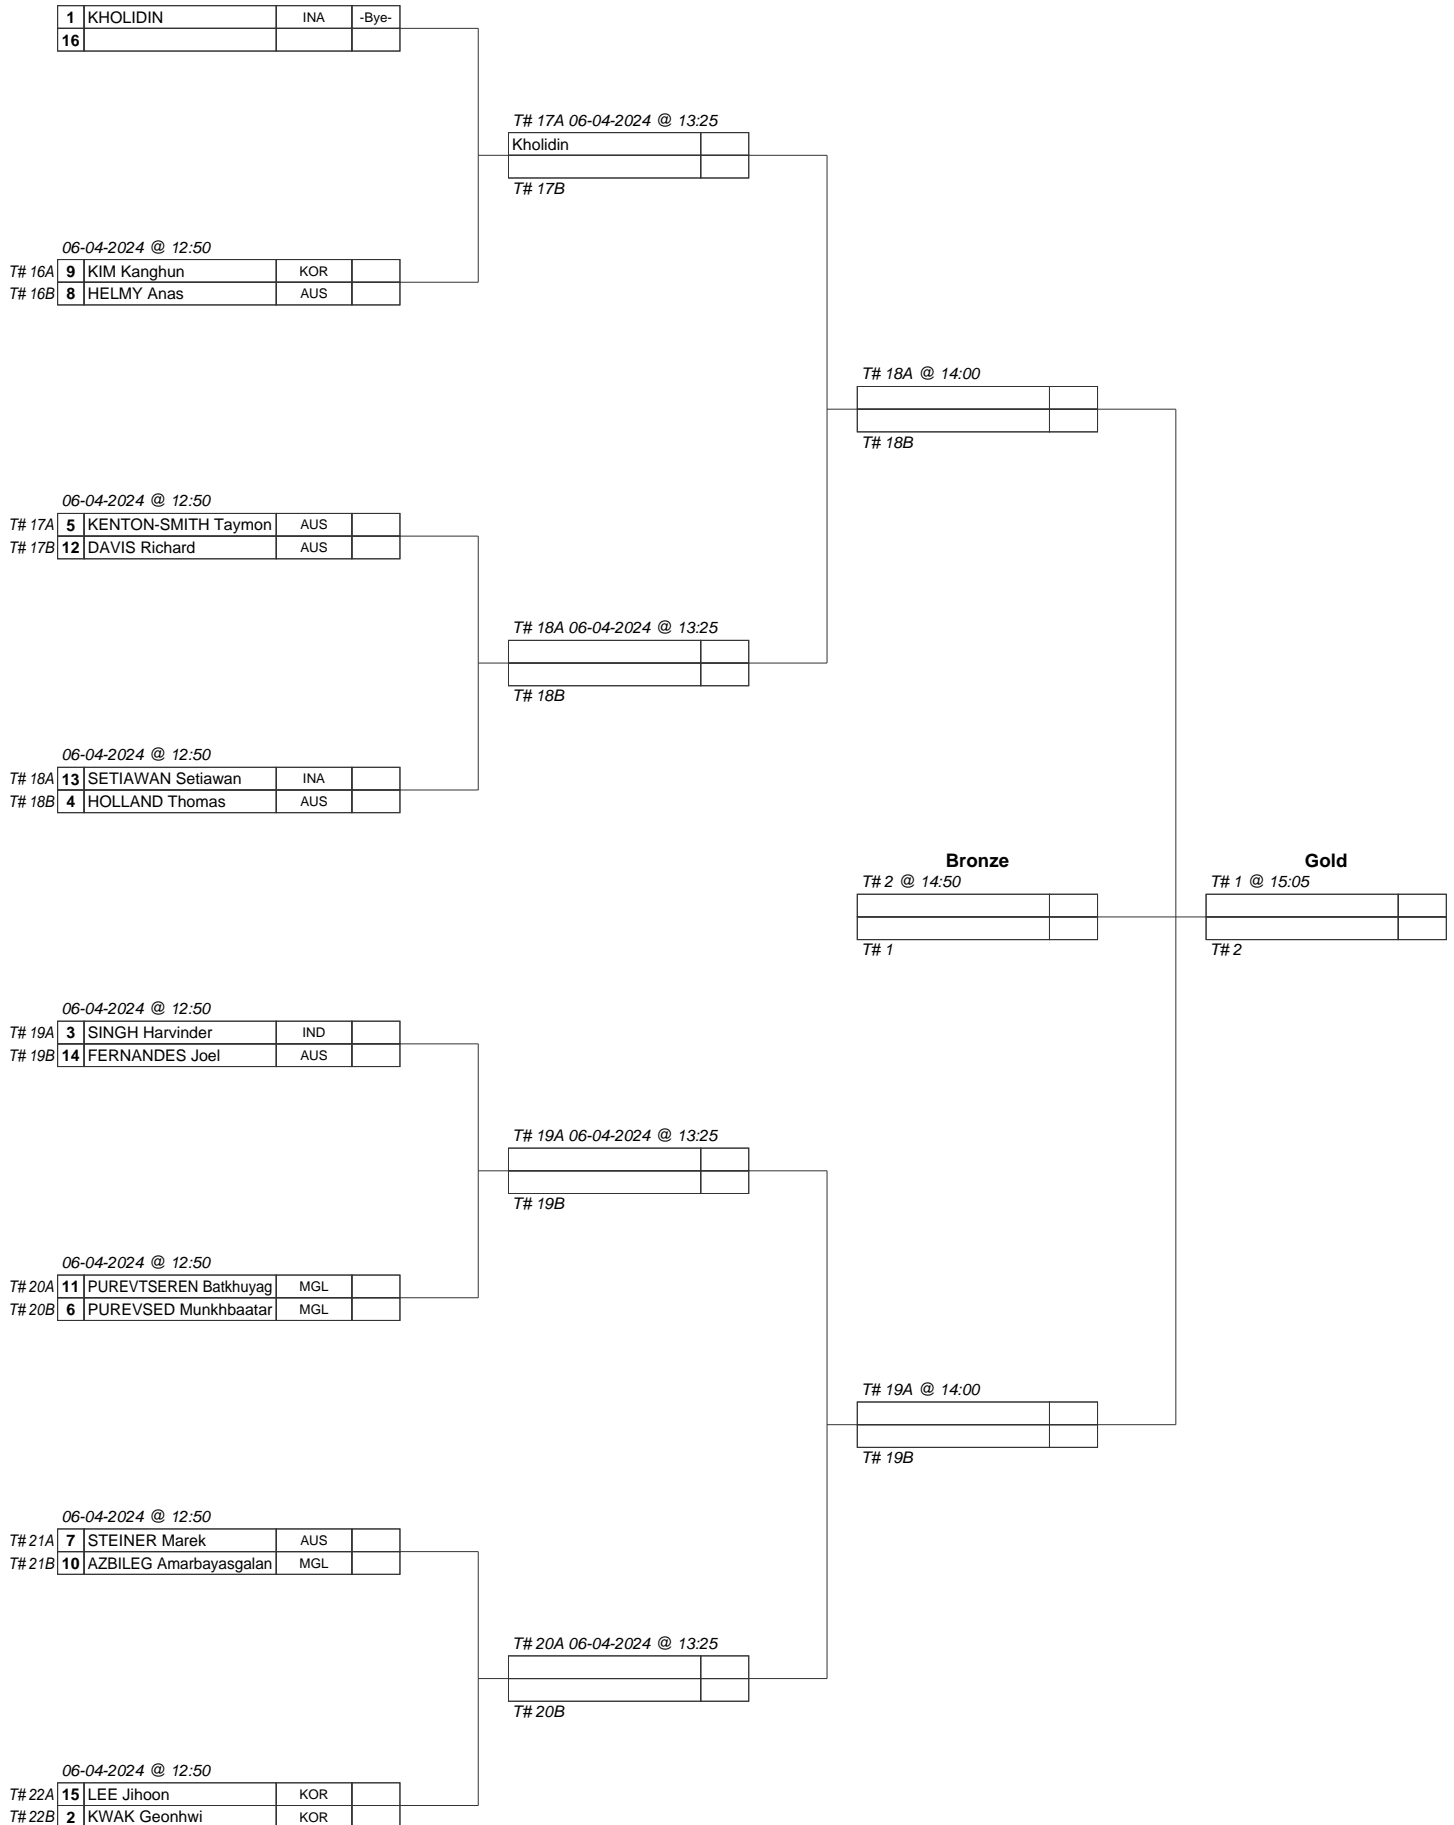 1 KHOLIDIN INA -Bye-
16
T# 17A 06-04-2024 @ 13:25
Kholidin
T# 17B
06-04-2024 @ 12:50
T# 16A 9 KIM Kanghun KOR
T# 16B 8 HELMY Anas AUS
T# 18A @ 14:00
T# 18B
06-04-2024 @ 12:50
T# 17A 5 KENTON-SMITH Taymon AUS
T# 17B 12 DAVIS Richard AUS
T# 18A 06-04-2024 @ 13:25
T# 18B
06-04-2024 @ 12:50
T# 18A 13 SETIAWAN Setiawan INA
T# 18B 4 HOLLAND Thomas AUS
Bronze Gold
T# 2 @ 14:50 T# 1 @ 15:05
T# 1 T# 2
06-04-2024 @ 12:50
T# 19A 3 SINGH Harvinder IND
T# 19B 14 FERNANDES Joel AUS
T# 19A 06-04-2024 @ 13:25
T# 19B
06-04-2024 @ 12:50
T# 20A 11 PUREVTSEREN Batkhuyag MGL
T# 20B 6 PUREVSED Munkhbaatar MGL
T# 19A @ 14:00
T# 19B
06-04-2024 @ 12:50
T# 21A 7 STEINER Marek AUS
T# 21B 10 AZBILEG Amarbayasgalan MGL
T# 20A 06-04-2024 @ 13:25
T# 20B
06-04-2024 @ 12:50
T# 22A 15 LEE Jihoon KOR
T# 22B 2 KWAK Geonhwi KOR